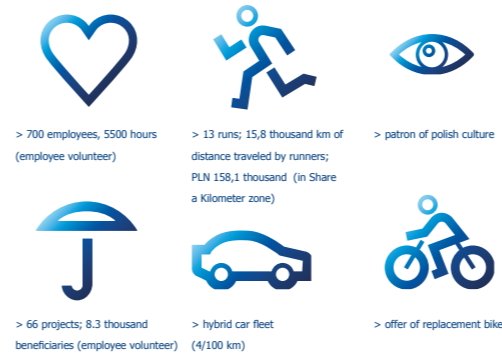 > 700 employees, 5500 hours
(employee volunteer)
> 13 runs; 15,8 thousand km of
distance traveled by runners;
PLN 158,1 thousand (in Share
a Kilometer zone)
> patron of polish culture
> 66 projects; 8.3 thousand
beneficiaries (employee volunteer)
> hybrid car fleet
(4/100 km)
> offer of replacement bike